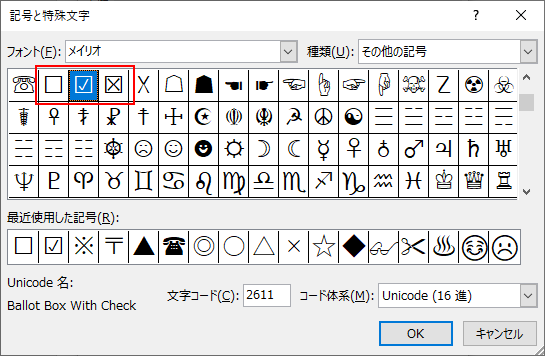 記号と特殊文字
フォント(F): メイリオ 種類(U): その他の記号
☏ ☐ ☑ ☒ ☓ ☖ ☗ ☚ ☛ ☜ ☝ ☞ ☟ ☠ ☡ ☢ ☣
☤ ♀ ☨ ☧ ☨ ☩ ☪ ☫ ☬ ☭ ☮ ☯ ☰ ☱ ☲ ☳
☴ ☵ ☶ ☷ ☸ ☹ ☺ ☻ ☼ ☽ ☾ ☿ ♀ ♁ ♂ ♃ ♄ ♅
♆ ♇ ♈ ♉ ♊ ♋ ♌ ♍ ♎ ♏ ♐ ♑ ♒ ♓ ♔ ♕ ♖
最近使用した記号(R):
☐ ☑ ※ 〒 ▲ ☎ ◎ ○ △ × ☆ ◆ 👓 ✂ ♨ ☺ ☹
Unicode 名:
Ballot Box With Check
文字コード(C): 2611 コード体系(M): Unicode (16 進)
OK キャンセル